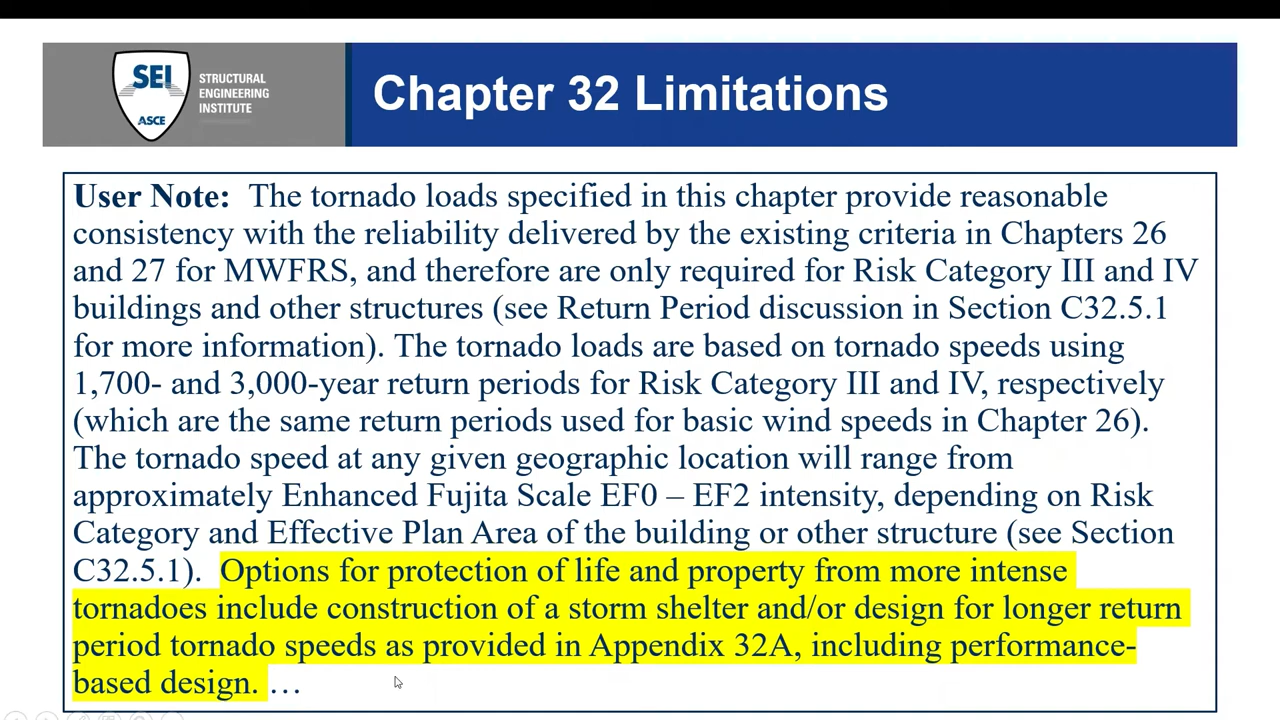 SEI
STRUCTURAL
ENGINEERING
INSTITUTE
ASCE
Chapter 32 Limitations
User Note: The tornado loads specified in this chapter provide reasonable
consistency with the reliability delivered by the existing criteria in Chapters 26
and 27 for MWFRS, and therefore are only required for Risk Category III and IV
buildings and other structures (see Return Period discussion in Section C32.5.1
for more information). The tornado loads are based on tornado speeds using
1,700- and 3,000-year return periods for Risk Category III and IV, respectively
(which are the same return periods used for basic wind speeds in Chapter 26).
The tornado speed at any given geographic location will range from
approximately Enhanced Fujita Scale EF0 – EF2 intensity, depending on Risk
Category and Effective Plan Area of the building or other structure (see Section
C32.5.1). Options for protection of life and property from more intense
tornadoes include construction of a storm shelter and/or design for longer return
period tornado speeds as provided in Appendix 32A, including performance-
based design. …